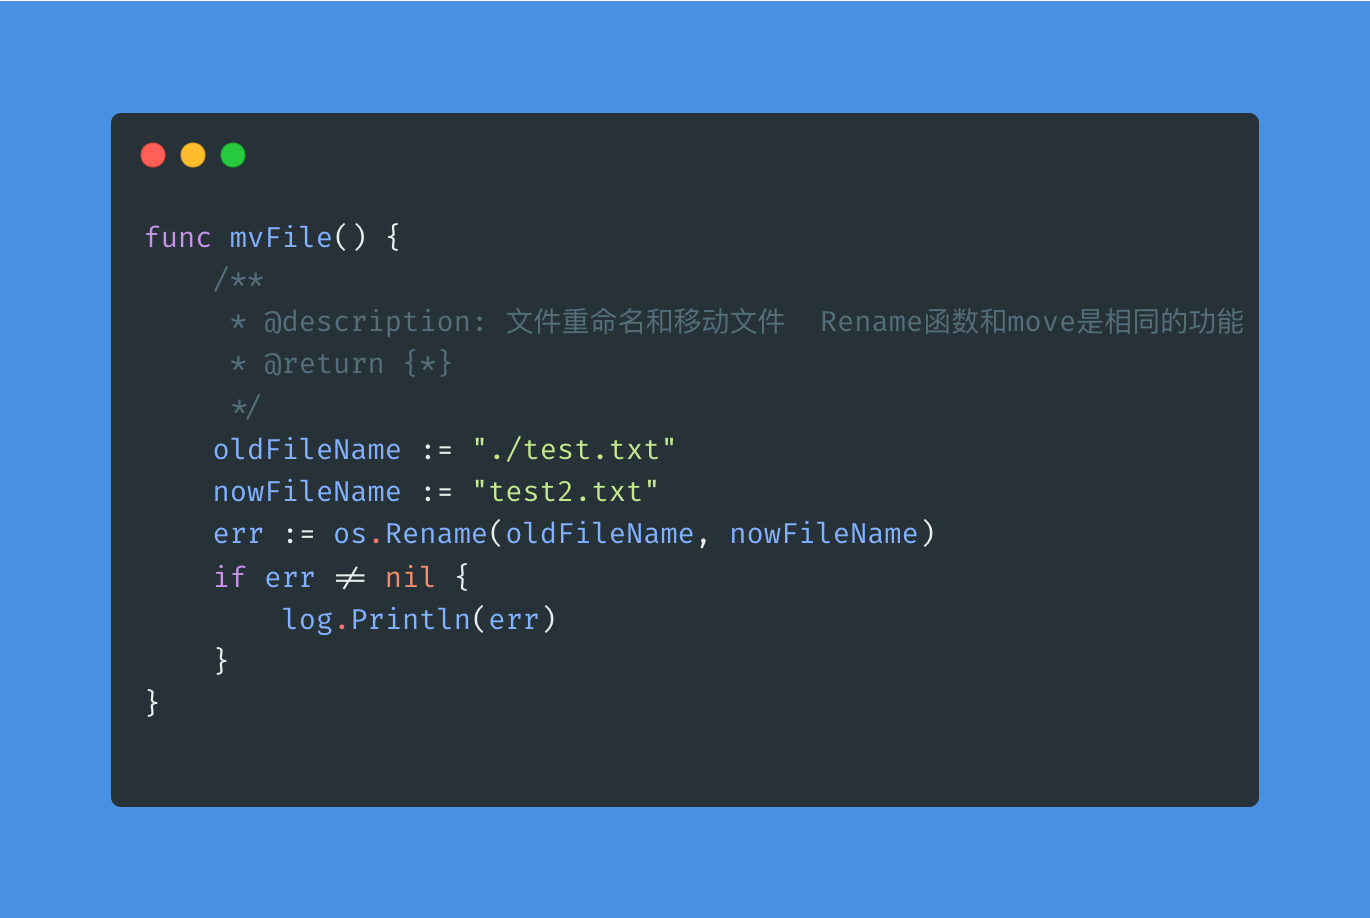 func mvFile() {
/**
* @description: 文件重命名和移动文件  Rename函数和move是相同的功能
* @return {*}
*/
oldFileName := "./test.txt"
nowFileName := "test2.txt"
err := os.Rename(oldFileName, nowFileName)
if err != nil {
log.Println(err)
}
}